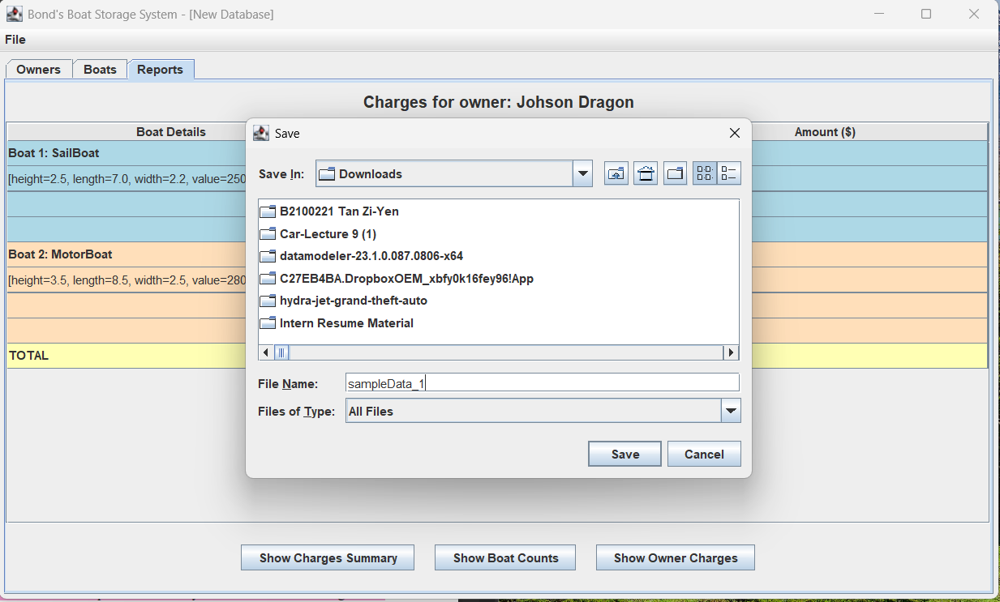 Bond's Boat Storage System - [New Database]
File
Owners Boats Reports
Charges for owner: Johson Dragon
Boat Details Amount ($)
Boat 1: SailBoat
[height=2.5, length=7.0, width=2.2, value=250
Boat 2: MotorBoat
[height=3.5, length=8.5, width=2.5, value=280
TOTAL
Save
Save In: Downloads
B2100221 Tan Zi-Yen
Car-Lecture 9 (1)
datamodeler-23.1.0.087.0806-x64
C27EB4BA.DropboxOEM_xbfy0k16fey96!App
hydra-jet-grand-theft-auto
Intern Resume Material
File Name: sampleData_1
Files of Type: All Files
Save Cancel
Show Charges Summary Show Boat Counts Show Owner Charges